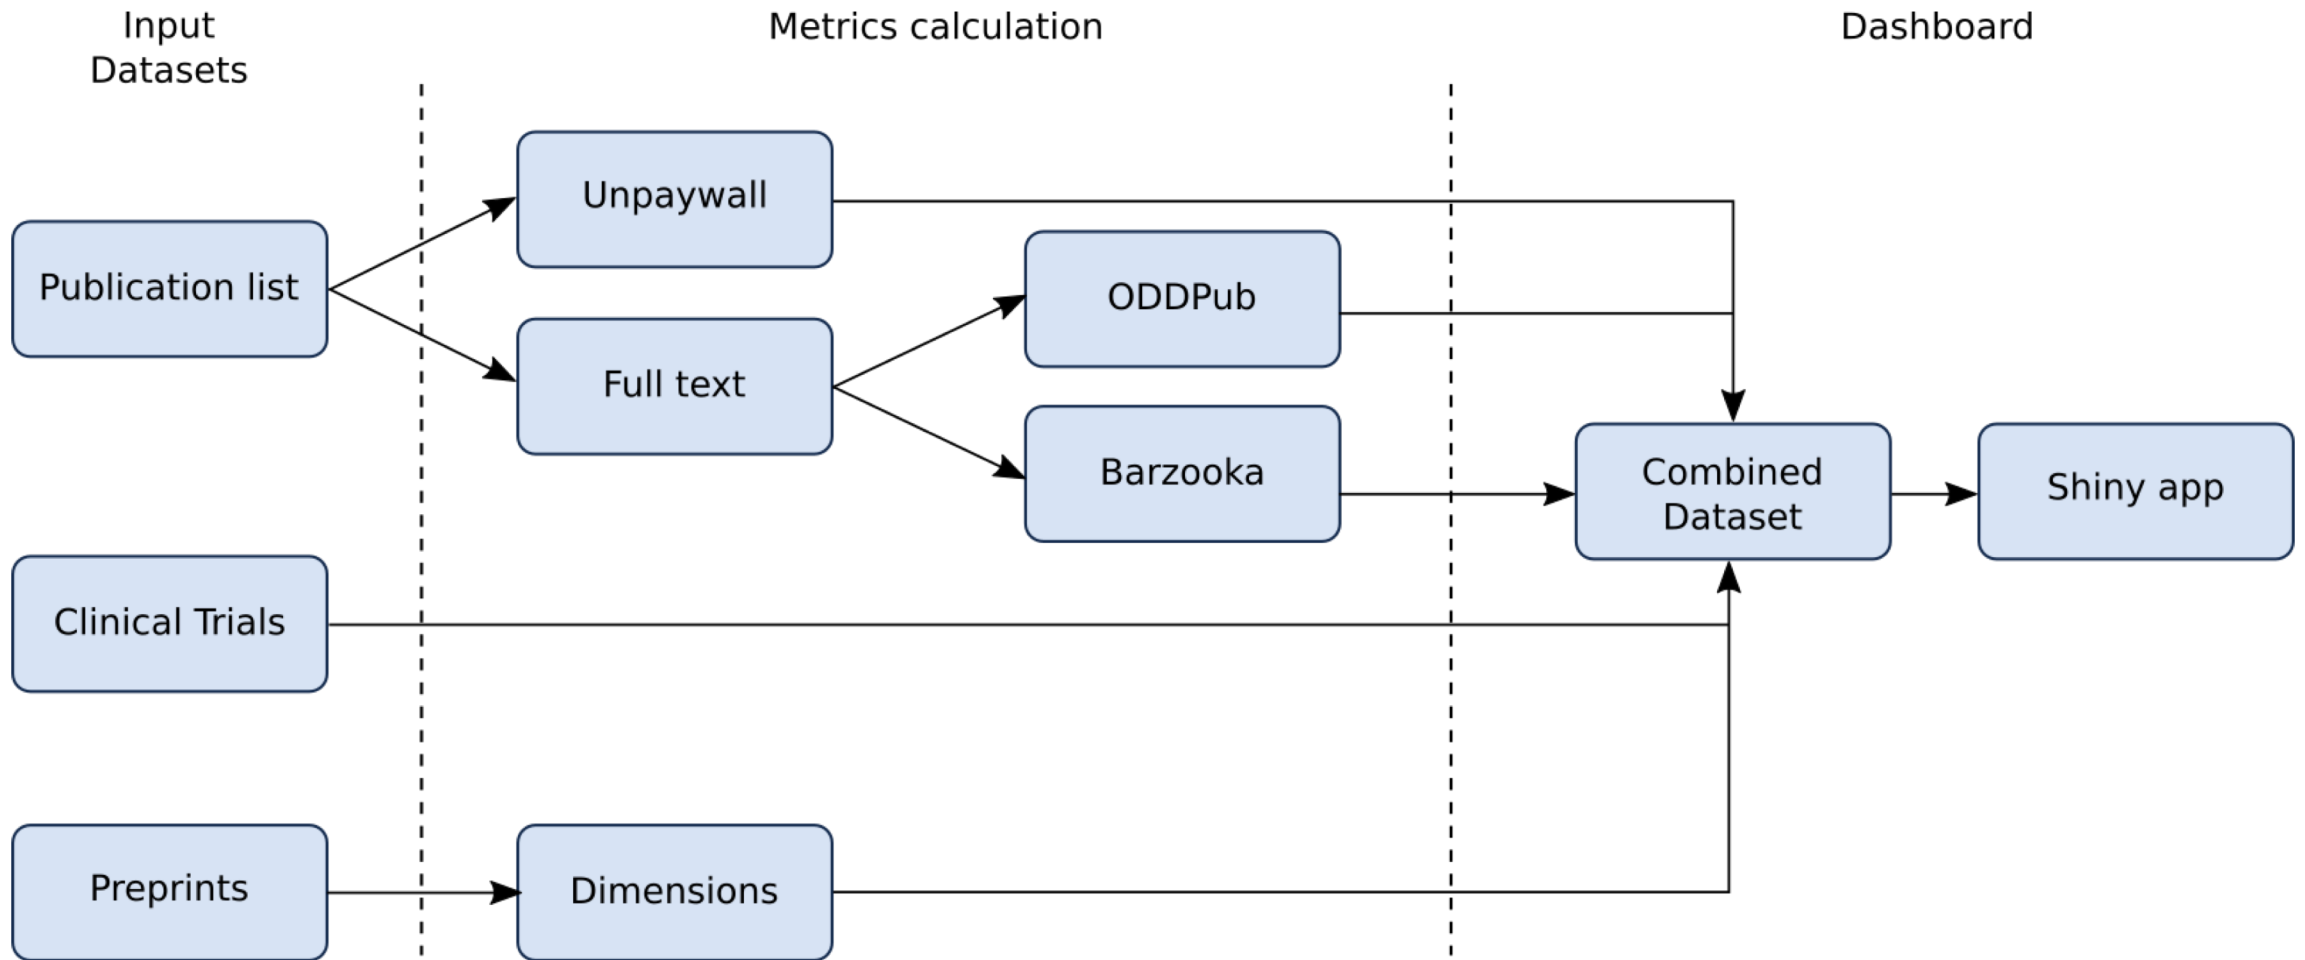 Input
Datasets
Metrics calculation
Dashboard
Publication list
Unpaywall
Full text
ODDPub
Barzooka
Combined
Dataset
Shiny app
Clinical Trials
Preprints
Dimensions